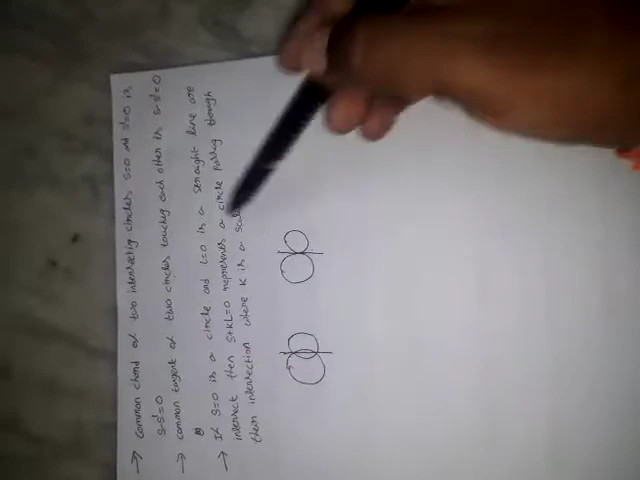 → Common chord of two intersecting circles S=0 and S'=0 is
S-S'=0
→ common tangent of two circles touching each other is S-S'=0
→ If S=0 is a circle and L=0 is a straight line are
intersect then S+KL=0 represents a circle passing through
their intersection where K is a